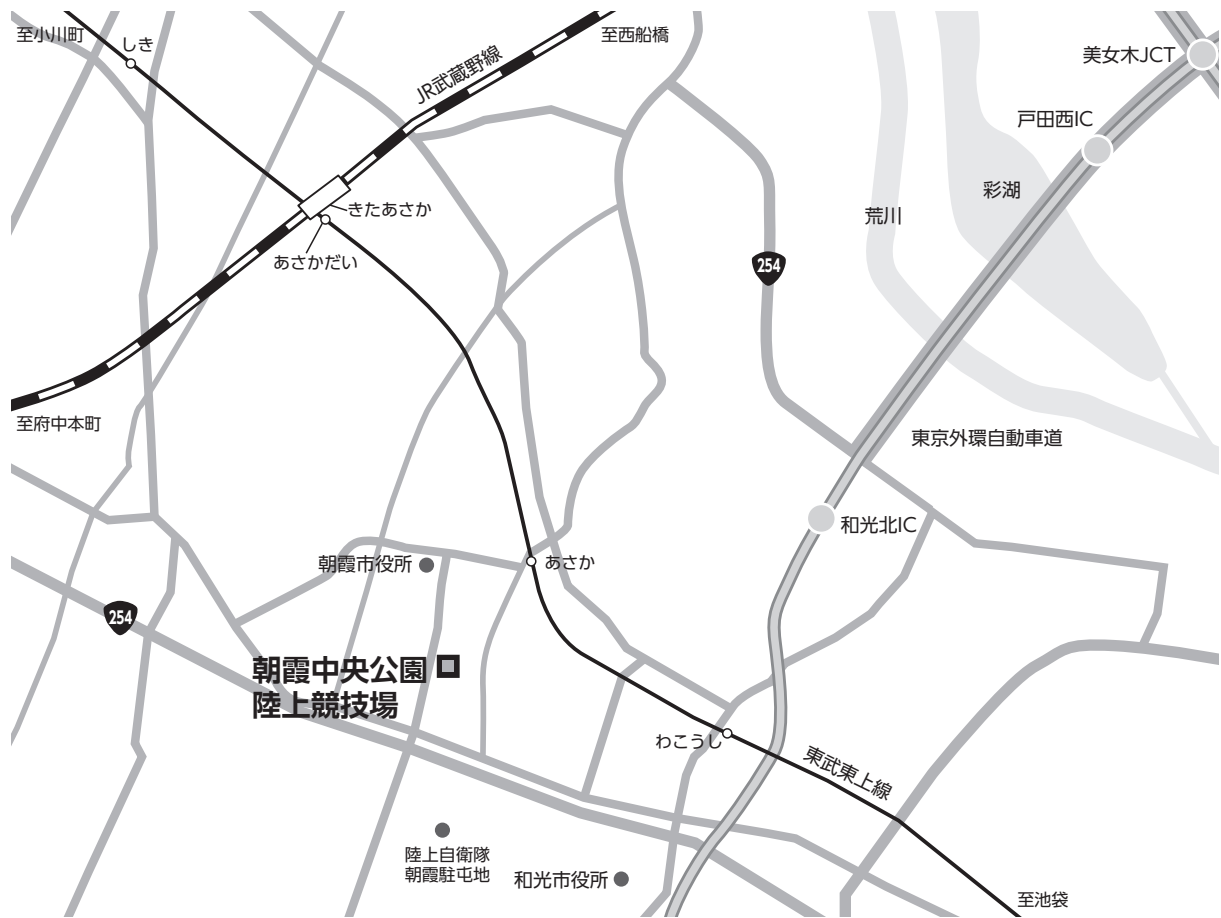 至小川町
しき
JR武蔵野線
至西船橋
美女木JCT
戸田西IC
彩湖
荒川
きたあさか
あさかだい
254
至府中本町
東京外環自動車道
和光北IC
朝霞市役所
あさか
254
朝霞中央公園
陸上競技場
わこうし
東武東上線
陸上自衛隊
朝霞駐屯地
和光市役所
至池袋